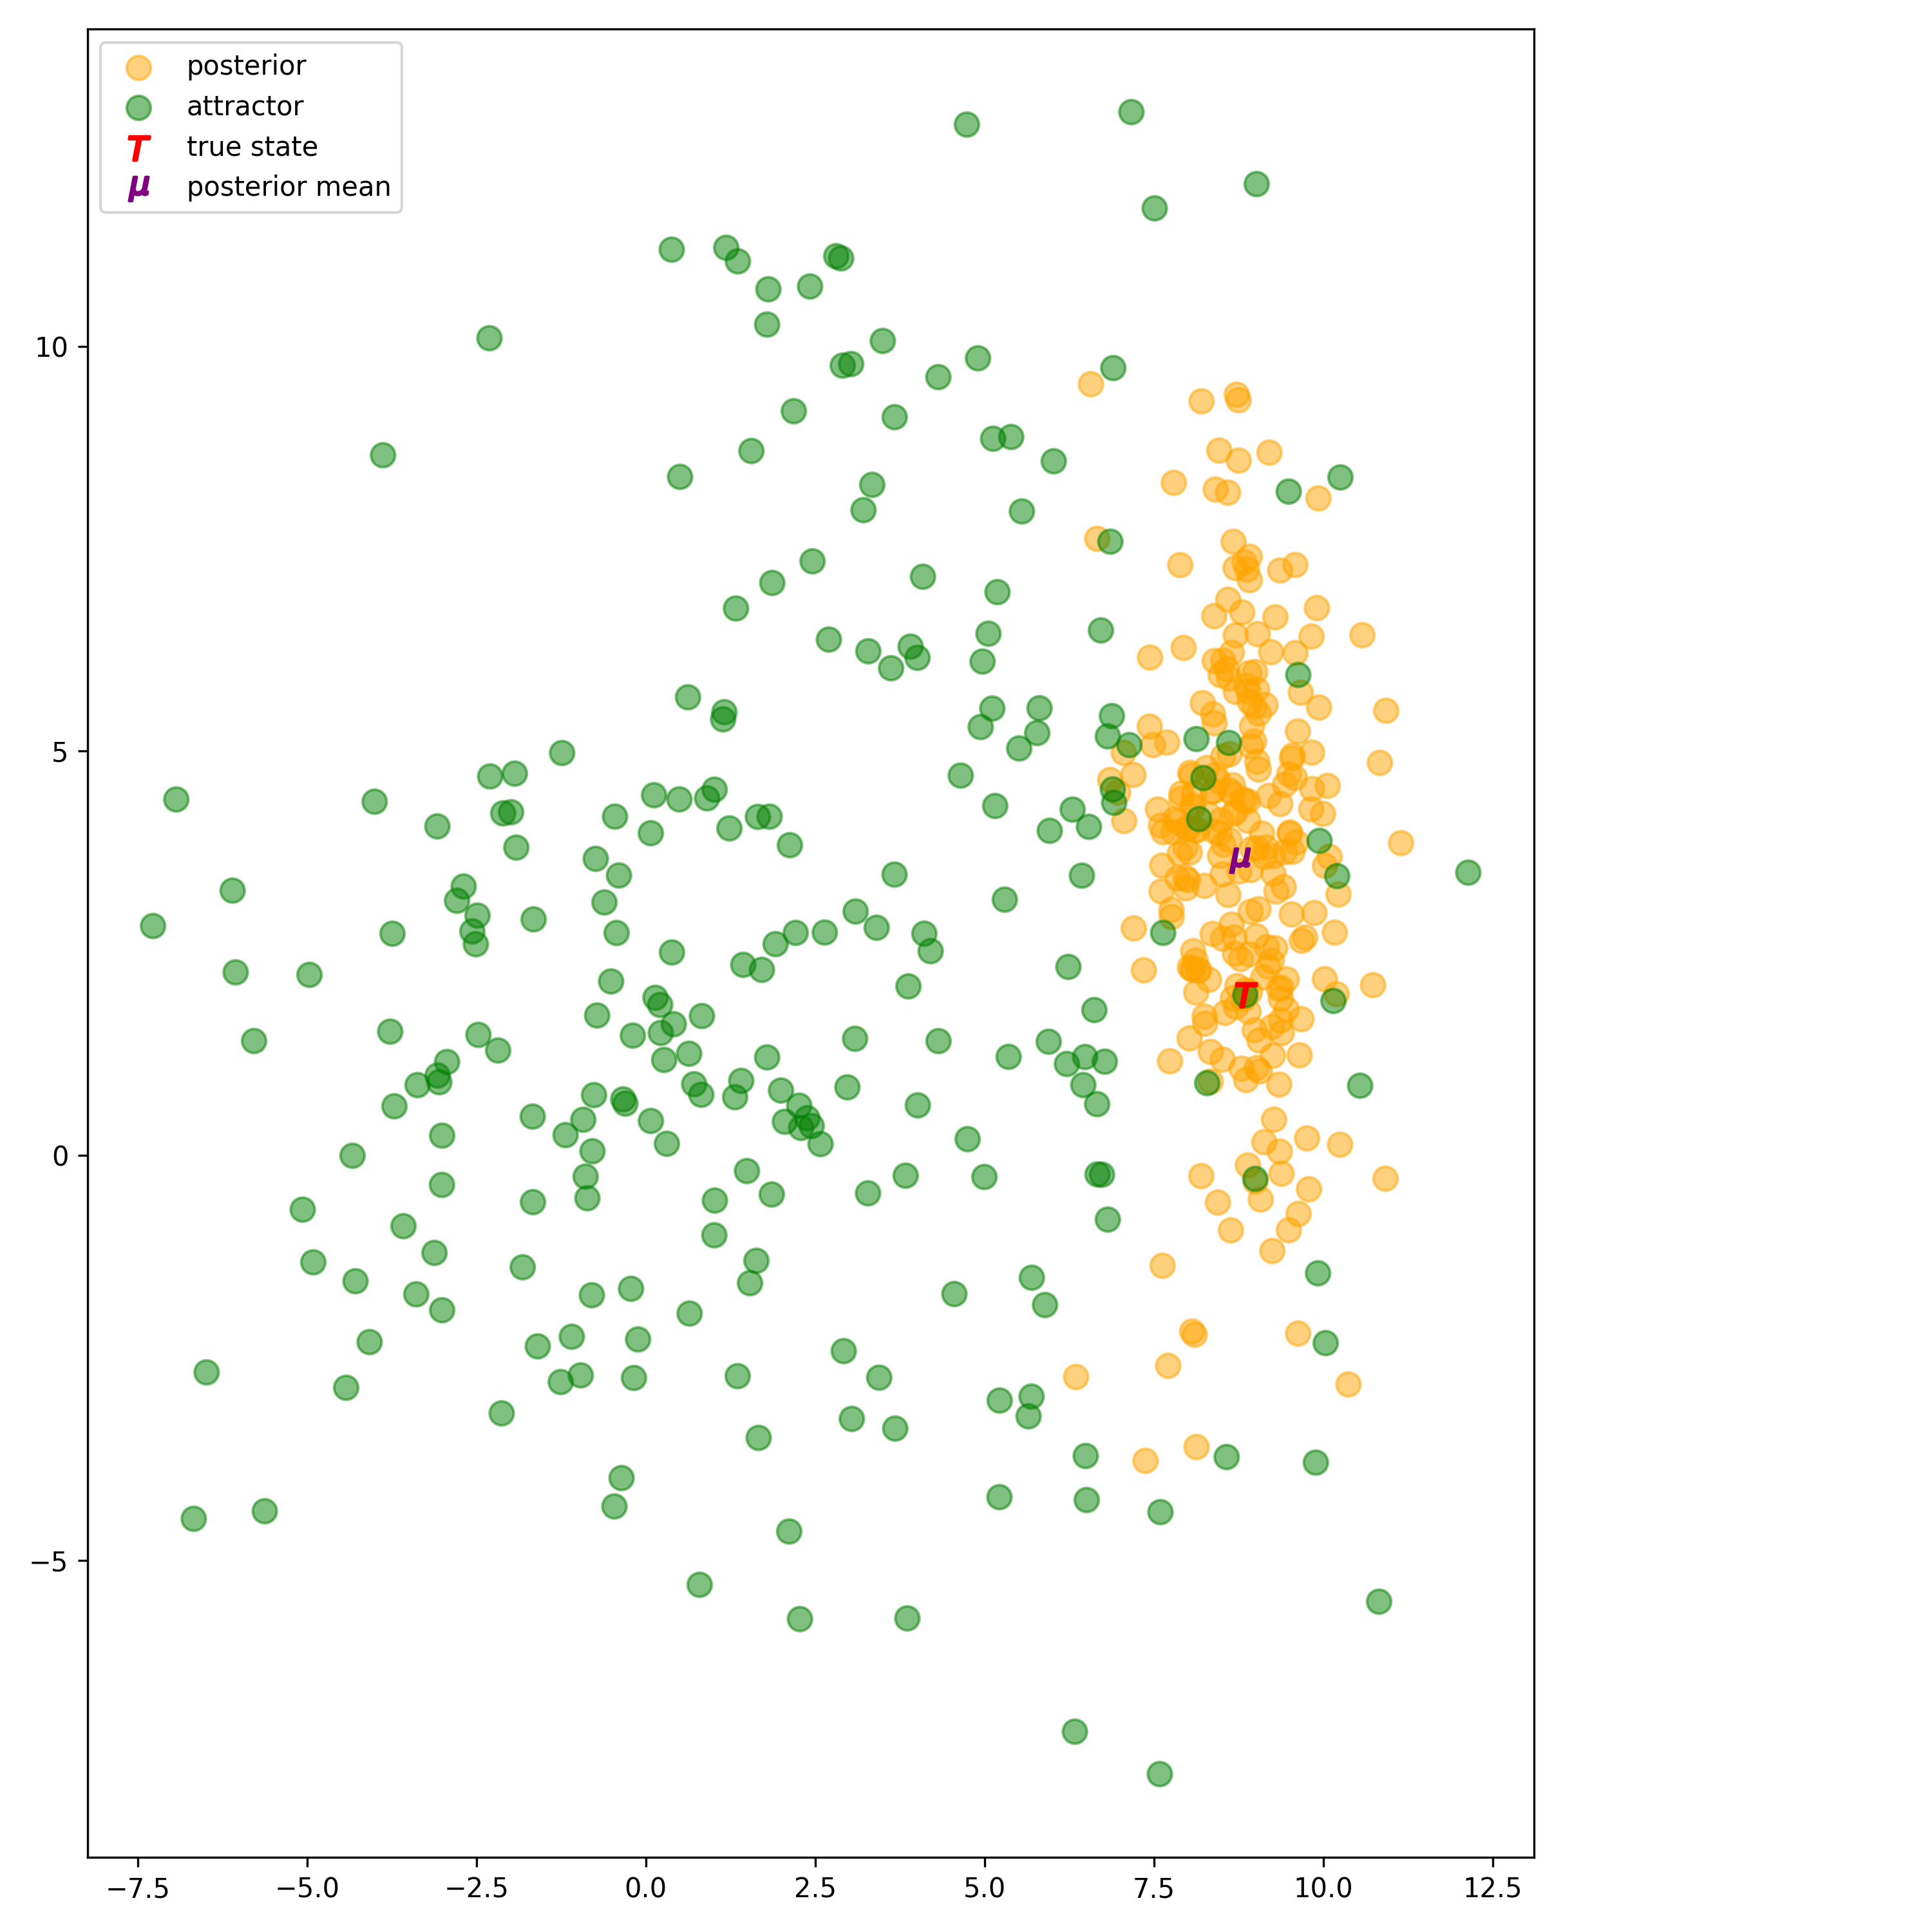 posterior
attractor
T true state
μ posterior mean
10
5
0
−5
μ
T
−7.5 −5.0 −2.5 0.0 2.5 5.0 7.5 10.0 12.5